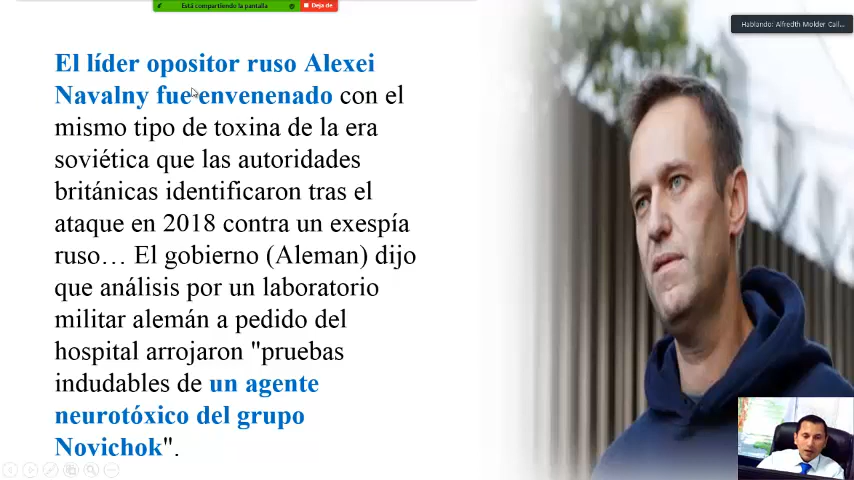 Está compartiendo la pantalla
Deja de
Hablando: Alfredth Molder Call...
El líder opositor ruso Alexei
Navalny fue envenenado con el
mismo tipo de toxina de la era
soviética que las autoridades
británicas identificaron tras el
ataque en 2018 contra un exespía
ruso… El gobierno (Aleman) dijo
que análisis por un laboratorio
militar alemán a pedido del
hospital arrojaron "pruebas
indudables de un agente
neurotóxico del grupo
Novichok".